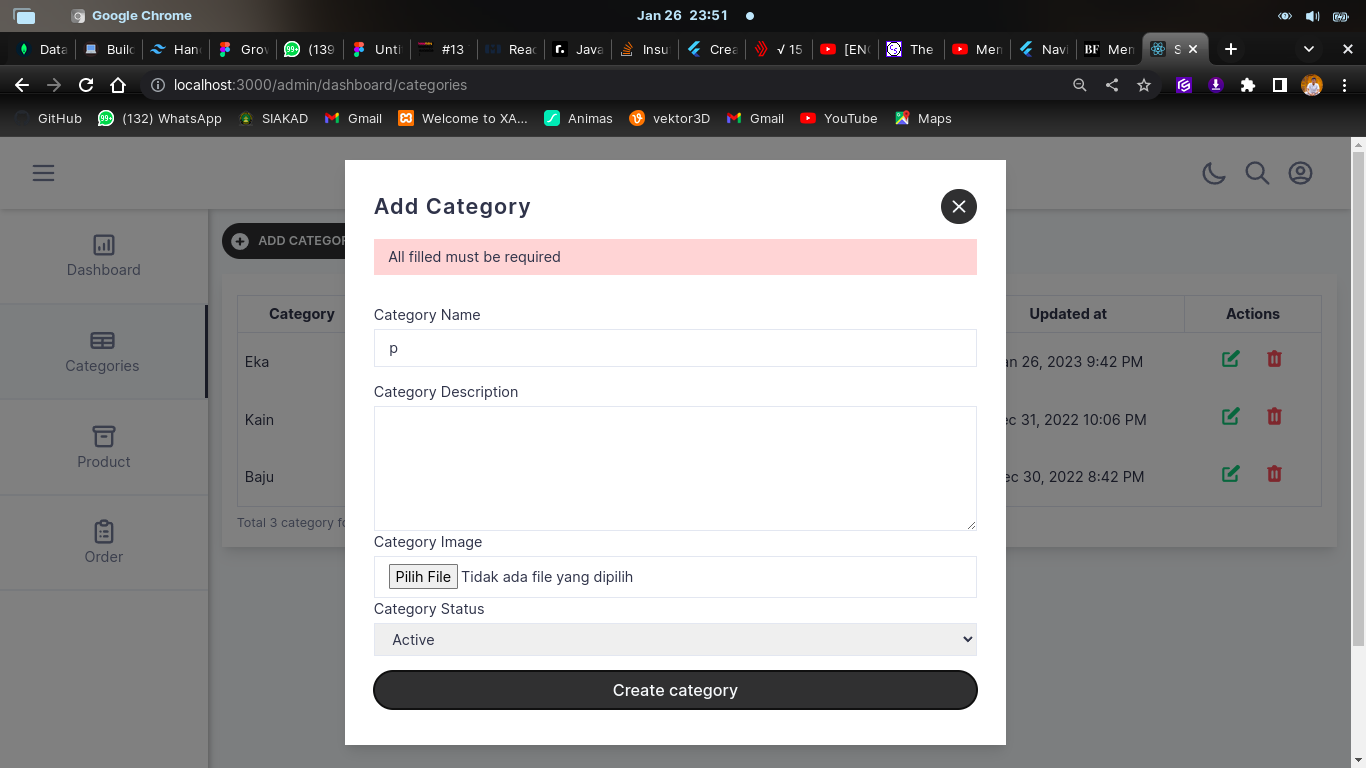 Google Chrome
Jan 26 23:51
Data
Builc
Han
Grov
(139
Unti
#13
Reac
Java
Insu
Crea
√ 15
[EN
The
Men
Navi
Men
S
localhost:3000/admin/dashboard/categories
GitHub
(132) WhatsApp
SIAKAD
Gmail
Welcome to XA...
Animas
vektor3D
Gmail
YouTube
Maps
Add Category
ADD CATEGOR
All filled must be required
Dashboard
Categories
Product
Order
Category
Updated at
Actions
Eka
an 26, 2023 9:42 PM
Kain
ec 31, 2022 10:06 PM
Baju
ec 30, 2022 8:42 PM
Total 3 category fo
Category Name
p
Category Description
Category Image
Pilih File Tidak ada file yang dipilih
Category Status
Active
Create category